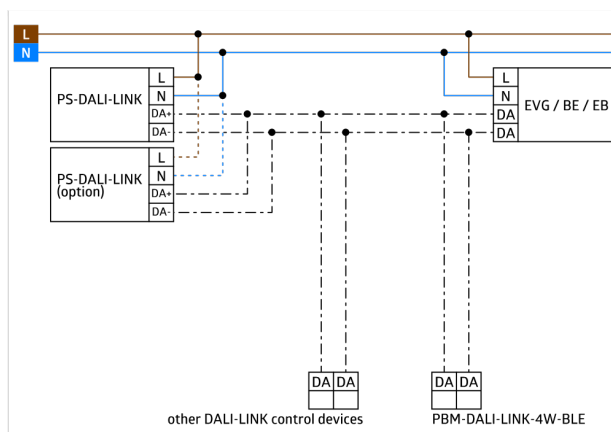 L
N
PS-DALI-LINK
L
N
DA+
DA-
EVG / BE / EB
L
N
DA
DA
PS-DALI-LINK
(option)
L
N
DA+
DA-
DA DA
other DALI-LINK control devices
DA DA
PBM-DALI-LINK-4W-BLE